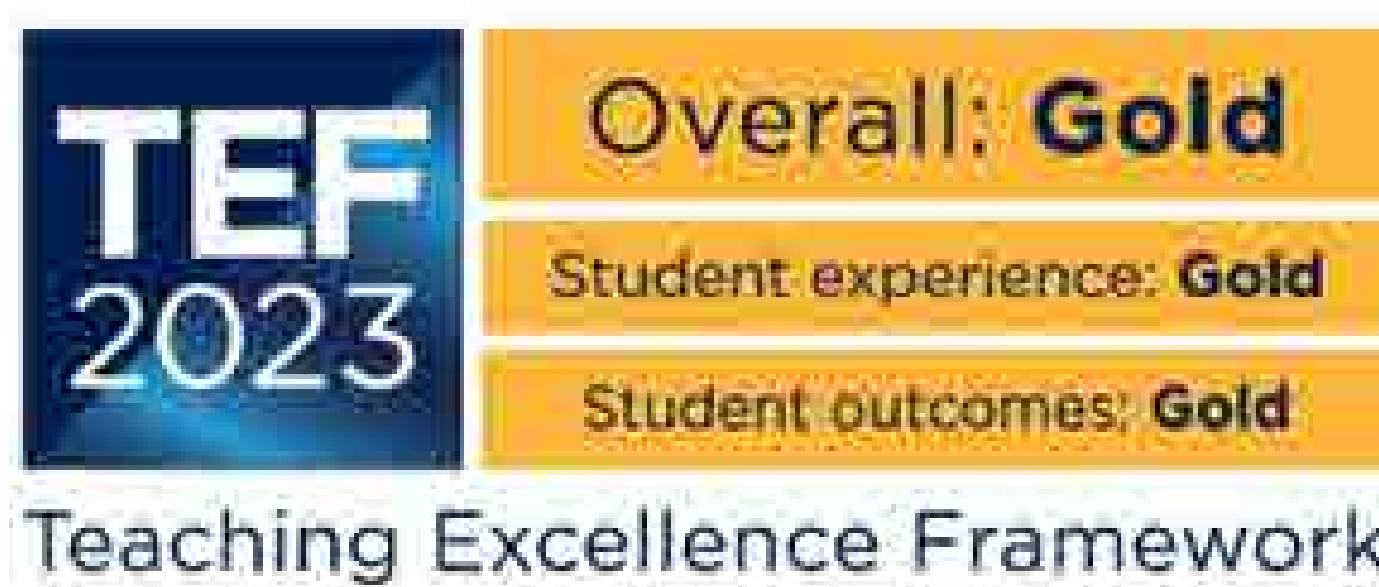 TEF
2023
Overall: Gold
Student experience: Gold
Student outcomes: Gold
Teaching Excellence Framework